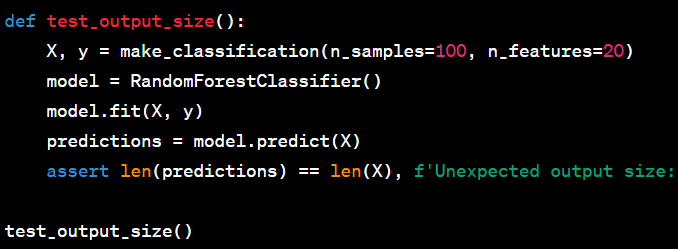 def test_output_size():
    X, y = make_classification(n_samples=100, n_features=20)
    model = RandomForestClassifier()
    model.fit(X, y)
    predictions = model.predict(X)
    assert len(predictions) == len(X), f'Unexpected output size:
test_output_size()